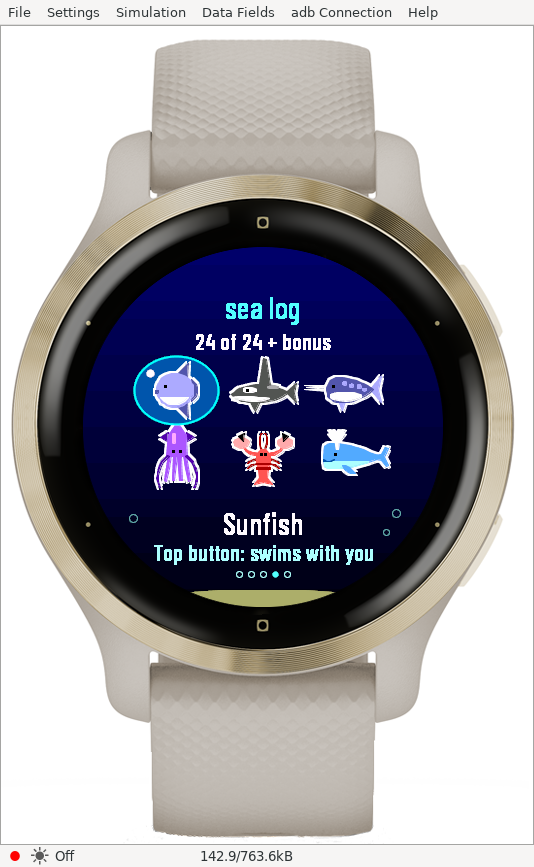 File Settings Simulation Data Fields adb Connection Help
sea log
24 of 24 + bonus
Sunfish
Top button: swims with you
Off 142.9/763.6kB